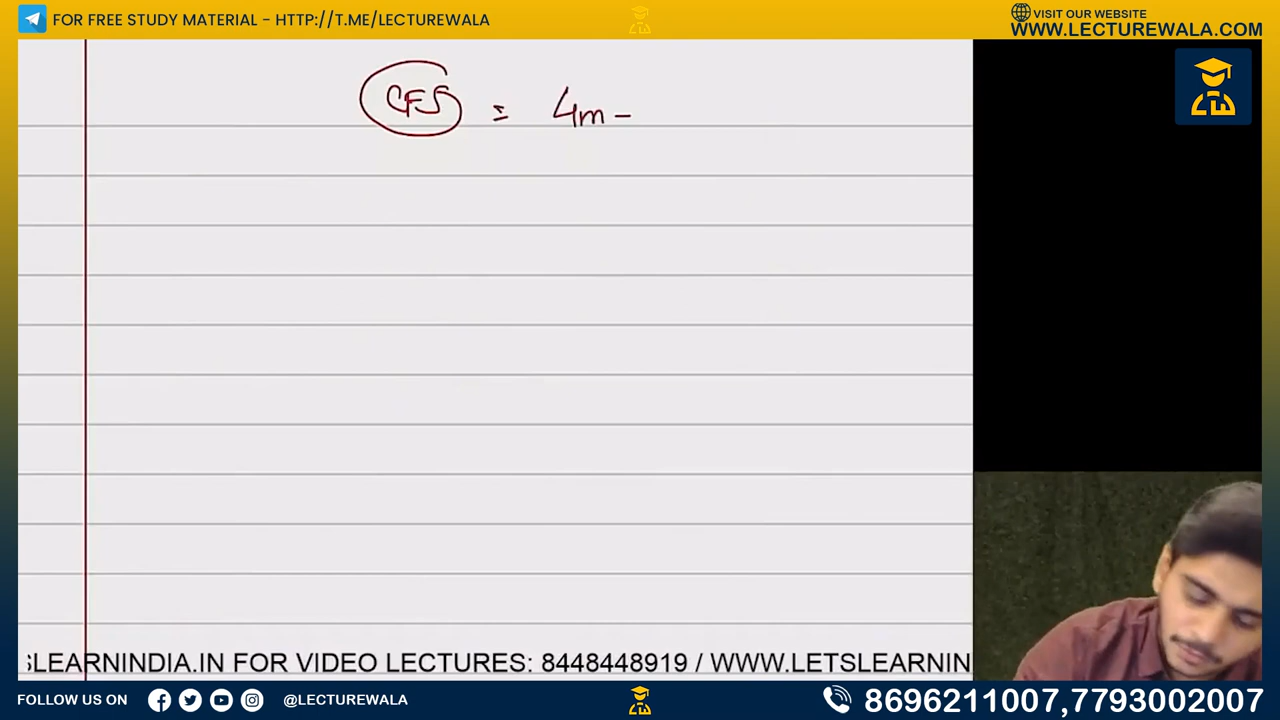 FOR FREE STUDY MATERIAL - HTTP://T.ME/LECTUREWALA
VISIT OUR WEBSITE
WWW.LECTUREWALA.COM
CFS = 4m -
SLEARNINDIA.IN FOR VIDEO LECTURES: 8448448919 / WWW.LETSLEARNIN
FOLLOW US ON
@LECTUREWALA
8696211007,7793002007